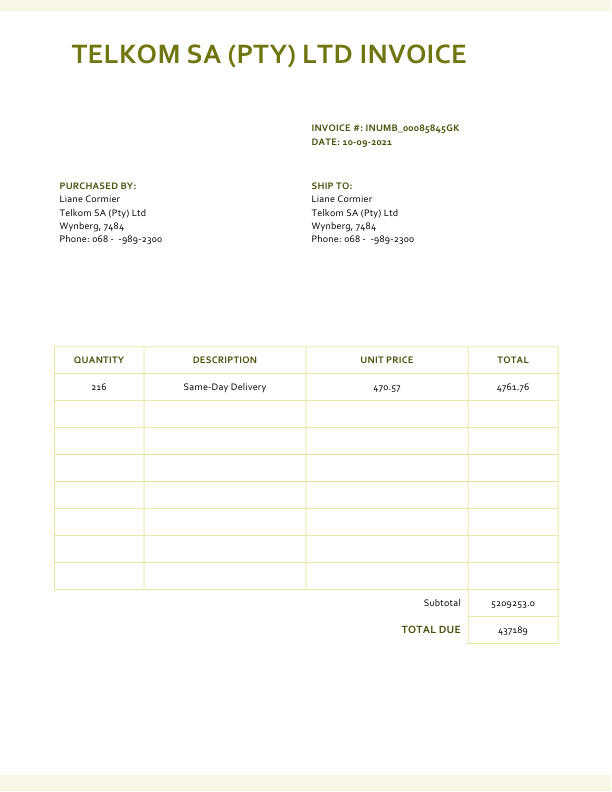 TELKOM SA (PTY) LTD INVOICE
INVOICE #: INUMB_00085845GK
DATE: 10-09-2021
PURCHASED BY:
Liane Cormier
Telkom SA (Pty) Ltd
Wynberg, 7484
Phone: 068 -  -989-2300
SHIP TO:
Liane Cormier
Telkom SA (Pty) Ltd
Wynberg, 7484
Phone: 068 -  -989-2300
QUANTITY DESCRIPTION UNIT PRICE TOTAL
216 Same-Day Delivery 470.57 4761.76
Subtotal 5209253.0
TOTAL DUE 437189